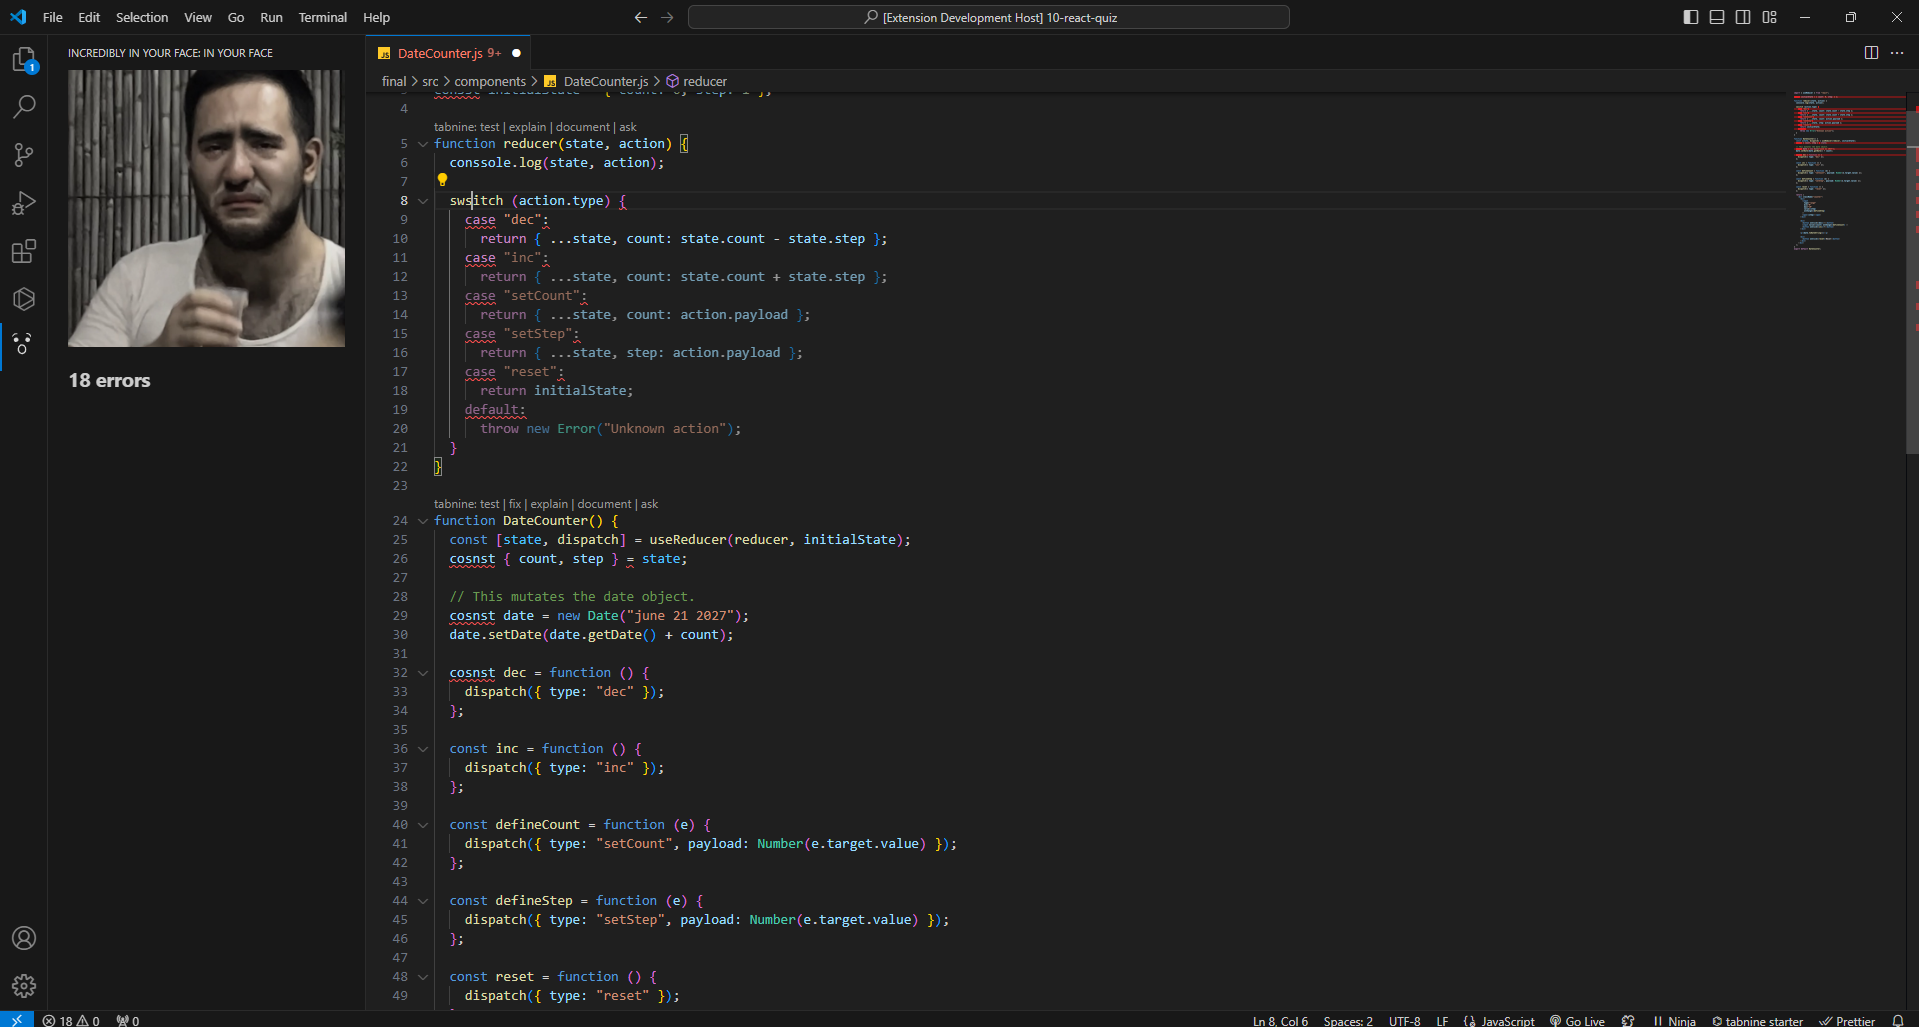 File Edit Selection View Go Run Terminal Help
[Extension Development Host] 10-react-quiz
INCREDIBLY IN YOUR FACE: IN YOUR FACE
1
18 errors
DateCounter.js 9+
final > src > components > DateCounter.js > reducer
4
tabnine: test | explain | document | ask
5 function reducer(state, action) {
6 conssole.log(state, action);
7
8 swsitch (action.type) {
9 case "dec":
10 return { ...state, count: state.count - state.step };
11 case "inc":
12 return { ...state, count: state.count + state.step };
13 case "setCount":
14 return { ...state, count: action.payload };
15 case "setStep":
16 return { ...state, step: action.payload };
17 case "reset":
18 return initialState;
19 default:
20 throw new Error("Unknown action");
21 }
22 }
23
tabnine: test | fix | explain | document | ask
24 function DateCounter() {
25 const [state, dispatch] = useReducer(reducer, initialState);
26 cosnst { count, step } = state;
27
28 // This mutates the date object.
29 cosnst date = new Date("june 21 2027");
30 date.setDate(date.getDate() + count);
31
32 cosnst dec = function () {
33 dispatch({ type: "dec" });
34 };
35
36 const inc = function () {
37 dispatch({ type: "inc" });
38 };
39
40 const defineCount = function (e) {
41 dispatch({ type: "setCount", payload: Number(e.target.value) });
42 };
43
44 const defineStep = function (e) {
45 dispatch({ type: "setStep", payload: Number(e.target.value) });
46 };
47
48 const reset = function () {
49 dispatch({ type: "reset" });
18 0 0
Ln 8, Col 6 Spaces: 2 UTF-8 LF {} JavaScript Go Live Ninja tabnine starter Prettier